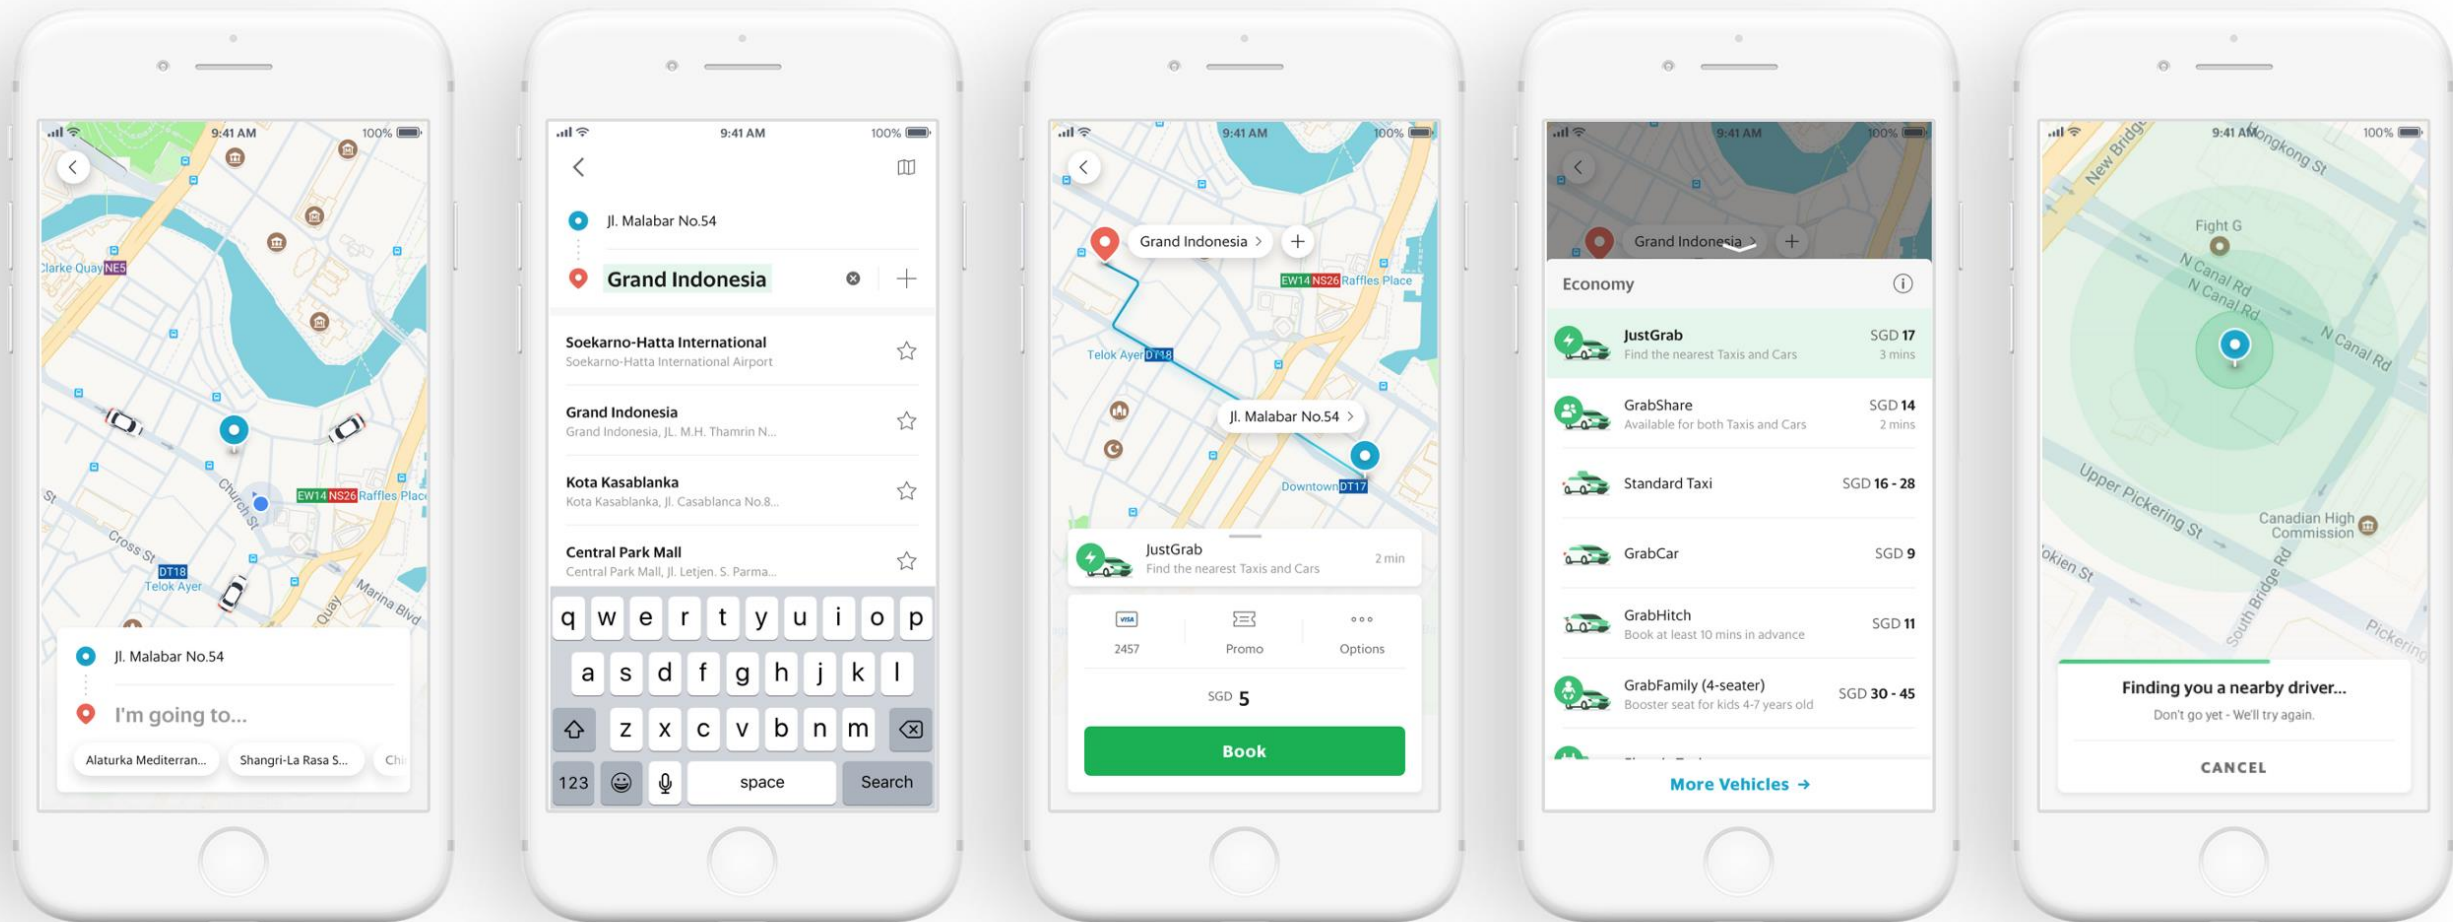 9:41 AM
100%
Clarke Quay NE5
EW14 NS26 Raffles Place
Church St
St
Cross St
DT18
Telok Ayer
Quay
Marina Blvd
Jl. Malabar No.54
I'm going to...
Alaturka Mediterran...
Shangri-La Rasa S...
Chi
9:41 AM
100%
Jl. Malabar No.54
Grand Indonesia
Soekarno-Hatta International
Soekarno-Hatta International Airport
Grand Indonesia
Grand Indonesia, JL. M.H. Thamrin N...
Kota Kasablanka
Kota Kasablanka, Jl. Casablanca No.8...
Central Park Mall
Central Park Mall, Jl. Letjen. S. Parma...
q w e r t y u i o p
a s d f g h j k l
z x c v b n m
123 space Search
9:41 AM
100%
Grand Indonesia
EW14 NS26 Raffles Place
Telok Ayer DT18
Jl. Malabar No.54
Downtown DT17
JustGrab
Find the nearest Taxis and Cars
2 min
VISA
2457
Promo
Options
SGD 5
Book
9:41 AM
100%
Grand Indonesia
Economy
JustGrab
SGD 17
Find the nearest Taxis and Cars
3 mins
GrabShare
SGD 14
Available for both Taxis and Cars
2 mins
Standard Taxi
SGD 16 - 28
GrabCar
SGD 9
GrabHitch
Book at least 10 mins in advance
SGD 11
GrabFamily (4-seater)
Booster seat for kids 4-7 years old
SGD 30 - 45
More Vehicles →
9:41 AM
100%
New Bridge
Hongkong St
Fight G
N Canal Rd
N Canal Rd
N Canal Rd
Upper Pickering St
Canadian High
Commission
okien St
South Bridge Rd
Pickering
Finding you a nearby driver...
Don't go yet - We'll try again.
CANCEL